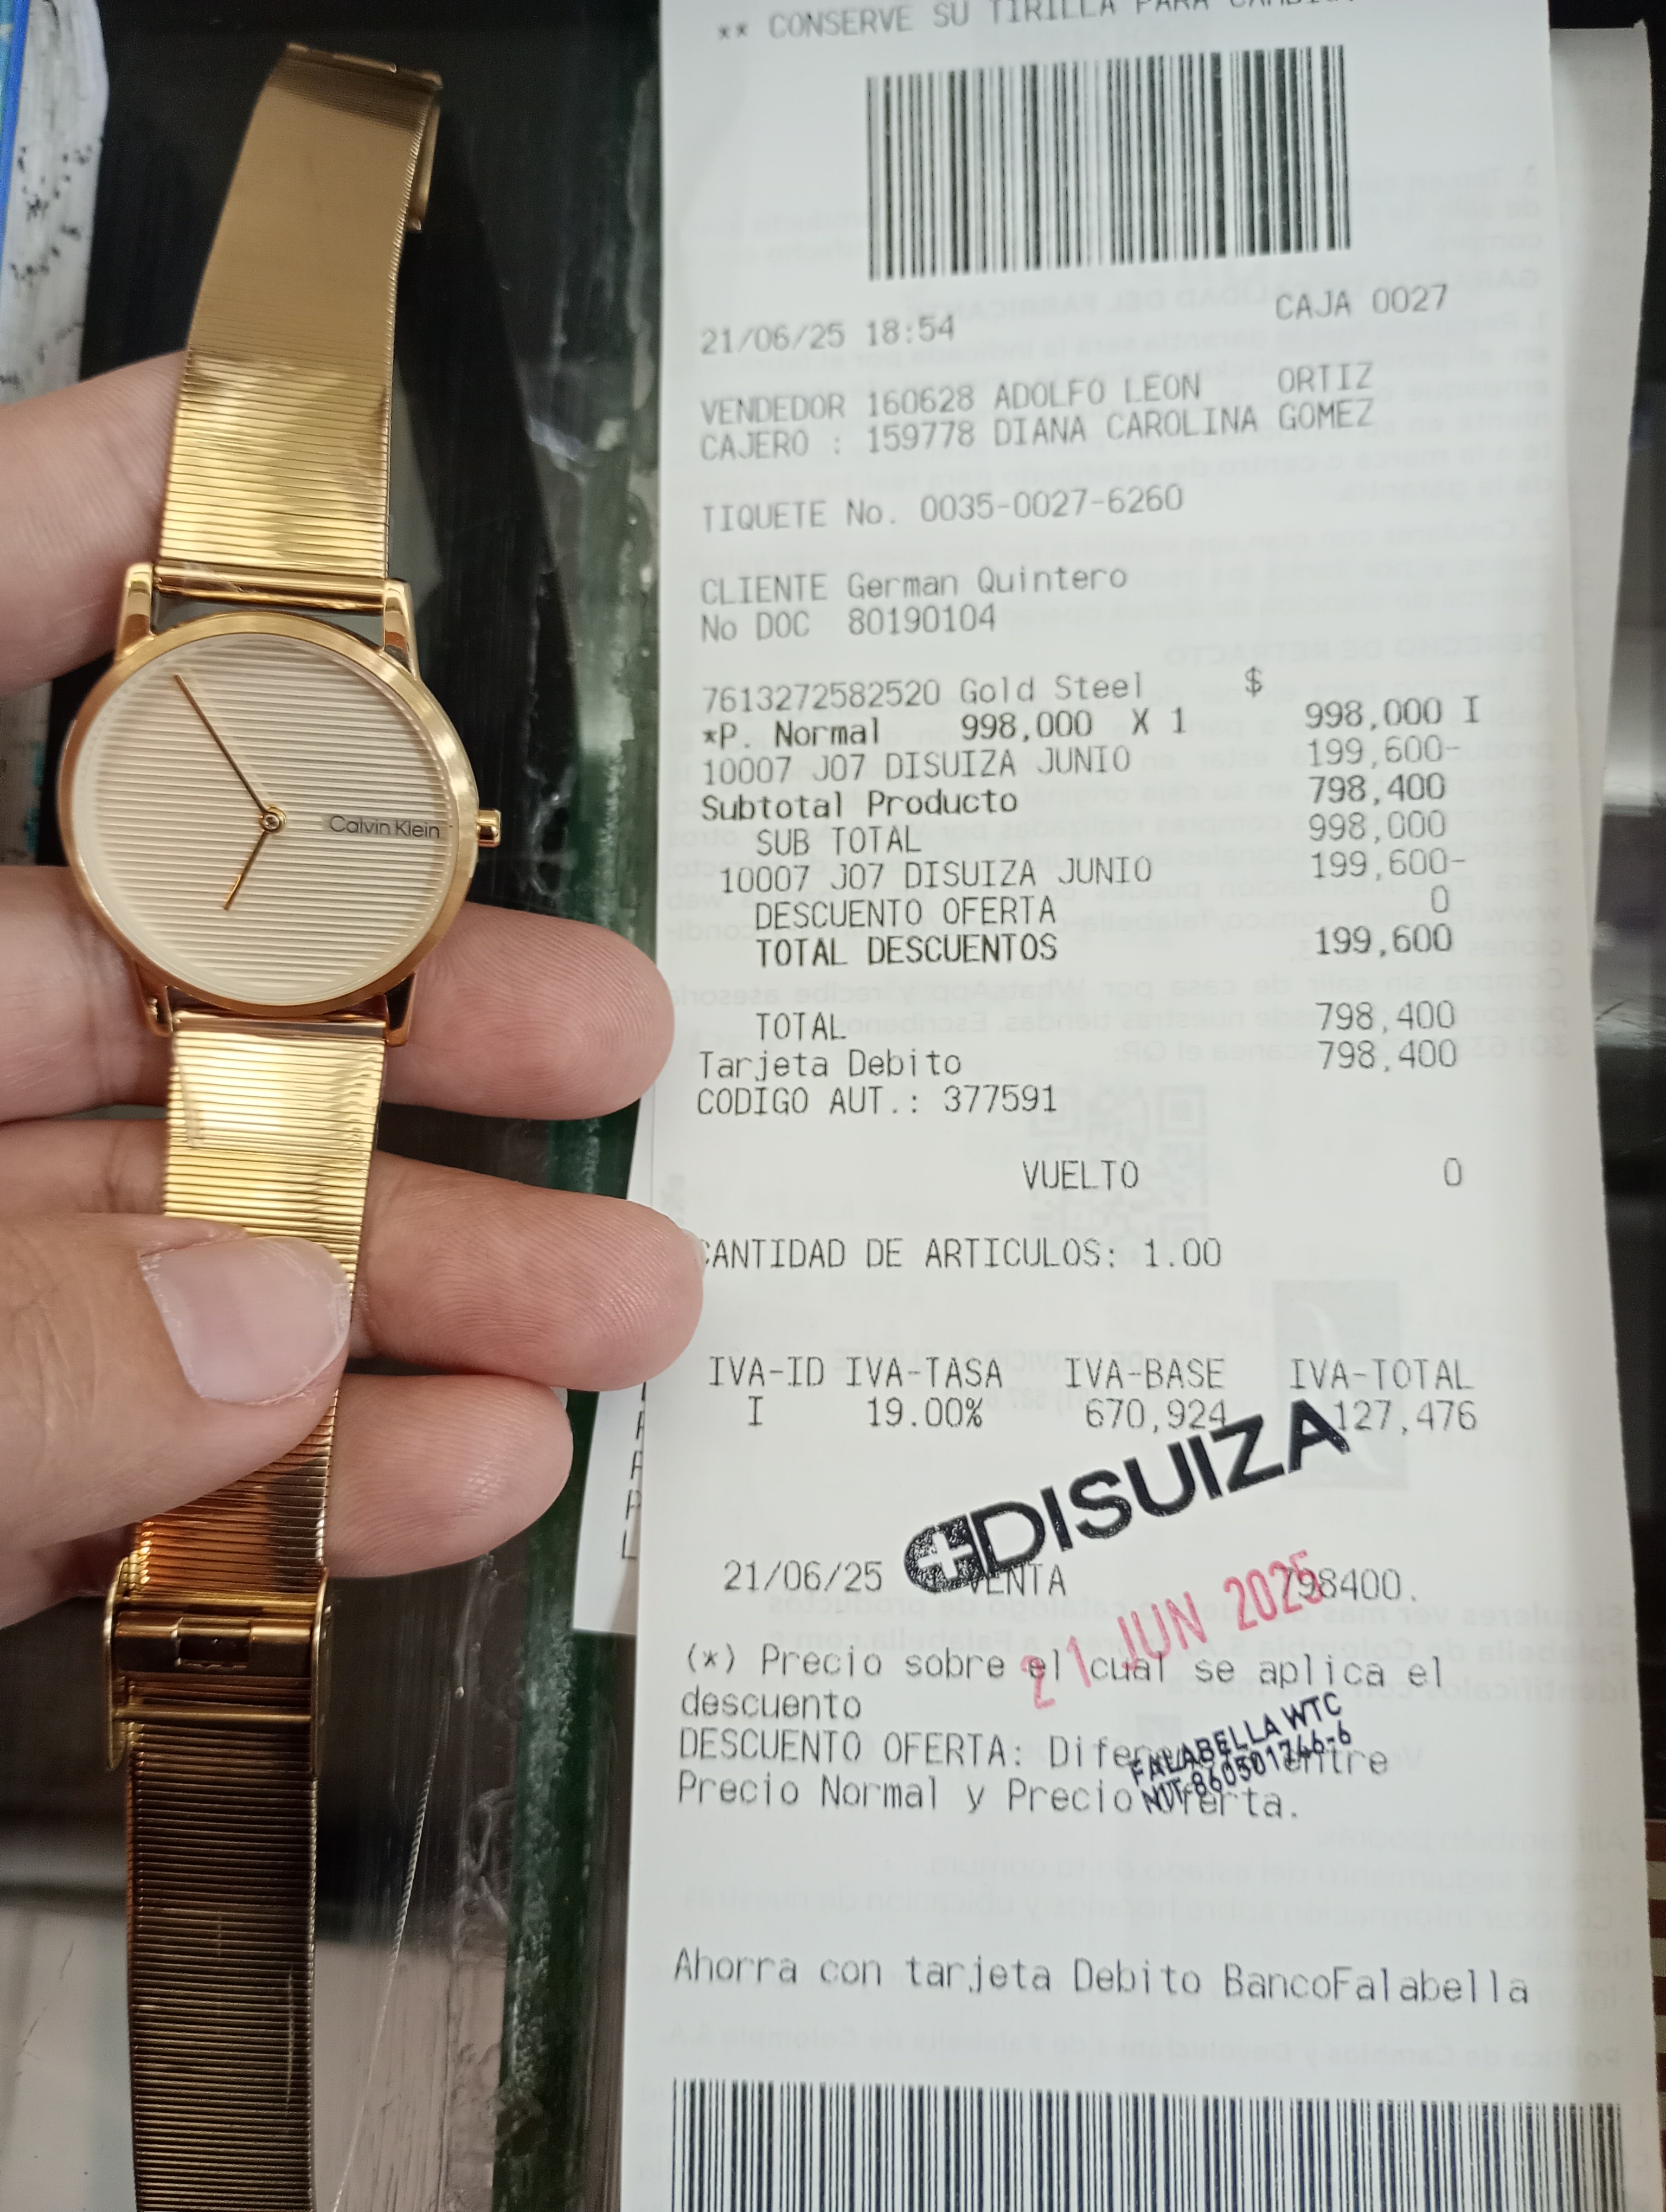 ** CONSERVE SU TIRILLA PARA
21/06/25 18:54 CAJA 0027
VENDEDOR 160628 ADOLFO LEON ORTIZ
CAJERO : 159778 DIANA CAROLINA GOMEZ
TIQUETE No. 0035-0027-6260
CLIENTE German Quintero
No DOC 80190104
7613272582520 Gold Steel $
*P. Normal 998,000 X 1 998,000 I
10007 J07 DISUIZA JUNIO 199,600-
Subtotal Producto 798,400
SUB TOTAL 998,000
10007 J07 DISUIZA JUNIO 199,600-
DESCUENTO OFERTA 0
TOTAL DESCUENTOS 199,600
TOTAL 798,400
Tarjeta Debito 798,400
CODIGO AUT.: 377591
VUELTO 0
CANTIDAD DE ARTICULOS: 1.00
IVA-ID IVA-TASA IVA-BASE IVA-TOTAL
I 19.00% 670,924 127,476
DISUIZA
21/06/25 VENTA 798400.
21 JUN 2025
(*) Precio sobre el cual se aplica el
descuento
DESCUENTO OFERTA: Diferencia entre
Precio Normal y Precio Oferta.
FALABELLA WTC
NIT-860501746-6
Ahorra con tarjeta Debito BancoFalabella
Calvin Klein